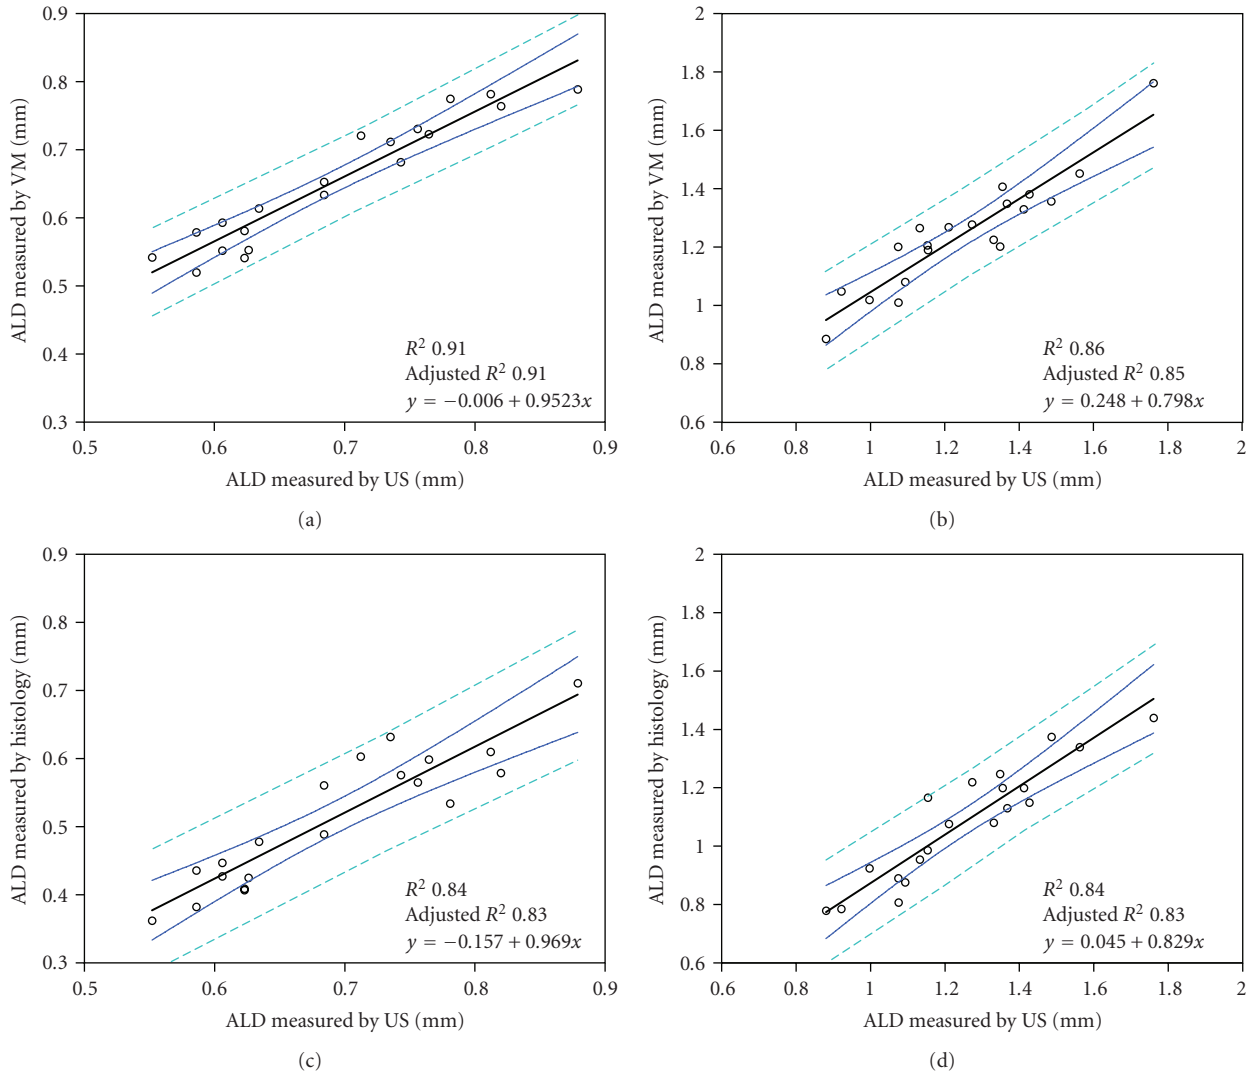 0.9
0.8
0.7
0.6
0.5
0.4
0.3
ALD measured by VM (mm)
R² 0.91
Adjusted R² 0.91
y = −0.006 + 0.9523x
0.5 0.6 0.7 0.8 0.9
ALD measured by US (mm)
(a)
2
1.8
1.6
1.4
1.2
1
0.8
0.6
ALD measured by VM (mm)
R² 0.86
Adjusted R² 0.85
y = 0.248 + 0.798x
0.6 0.8 1 1.2 1.4 1.6 1.8 2
ALD measured by US (mm)
(b)
0.9
0.8
0.7
0.6
0.5
0.4
0.3
ALD measured by histology (mm)
R² 0.84
Adjusted R² 0.83
y = −0.157 + 0.969x
0.5 0.6 0.7 0.8 0.9
ALD measured by US (mm)
(c)
2
1.8
1.6
1.4
1.2
1
0.8
0.6
ALD measured by histology (mm)
R² 0.84
Adjusted R² 0.83
y = 0.045 + 0.829x
0.6 0.8 1 1.2 1.4 1.6 1.8 2
ALD measured by US (mm)
(d)